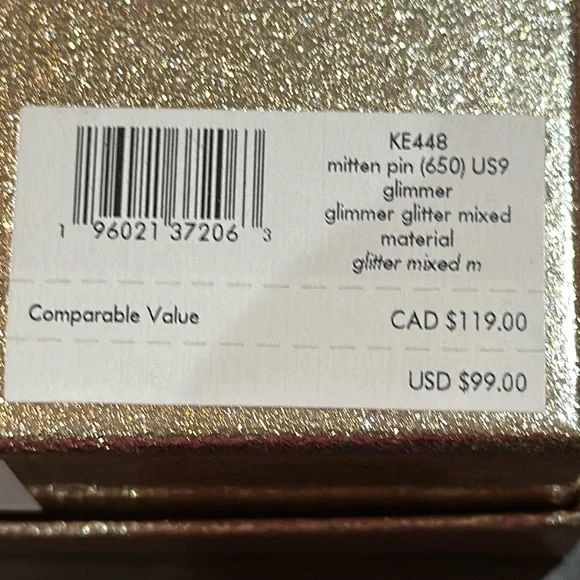 KE448
mitten pin (650) US9
glimmer
glimmer glitter mixed
material
glitter mixed m
1 96021 37206 3
Comparable Value CAD $119.00
USD $99.00